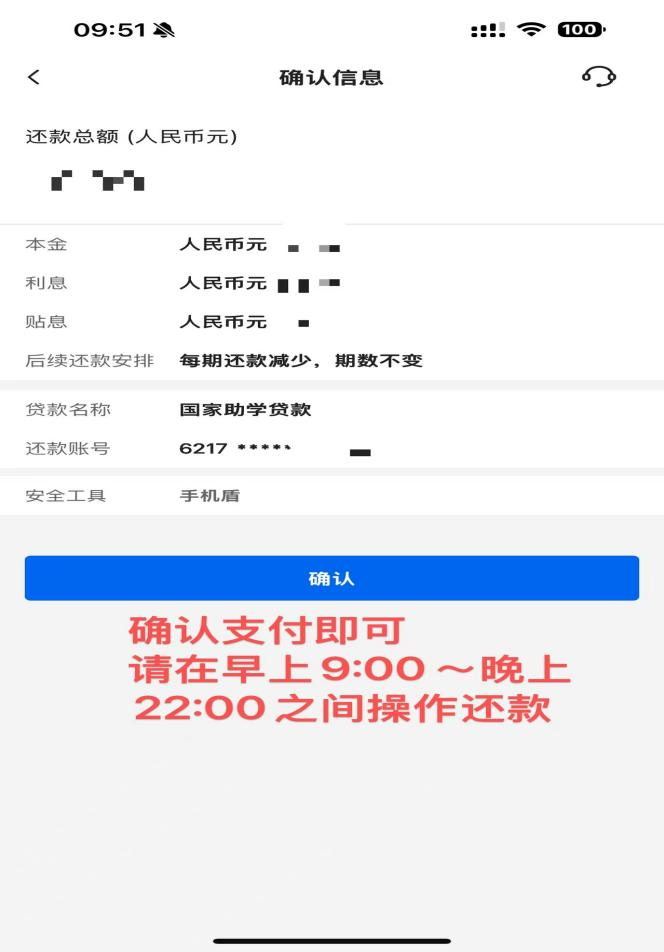 09:51
100
确认信息
还款总额 (人民币元)
本金 人民币元
利息 人民币元
贴息 人民币元
后续还款安排 每期还款减少，期数不变
贷款名称 国家助学贷款
还款账号 6217 *****
安全工具 手机盾
确认
确认支付即可
请在早上9:00～晚上
22:00之间操作还款